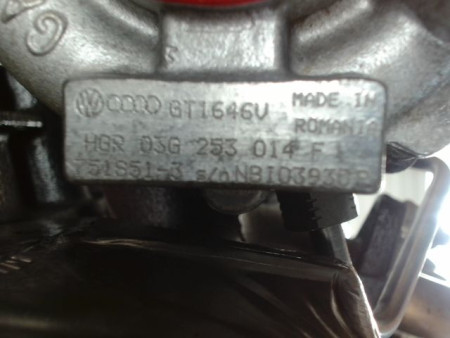 GT1646V MADE IN
ROMANIA
HGR 03G 253 014 F
751851-3 s/n